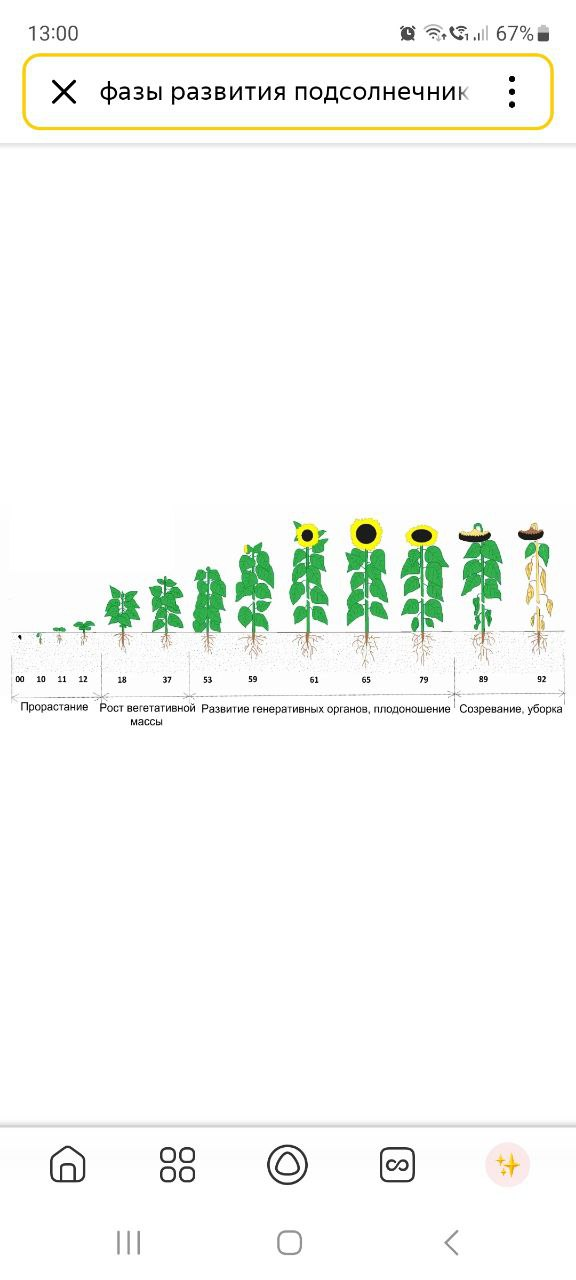 13:00 67%
фазы развития подсолнечник
00 10 11 12 18 37 53 59 61 65 79 89 92
Прорастание Рост вегетативной массы Развитие генеративных органов, плодоношение Созревание, уборка